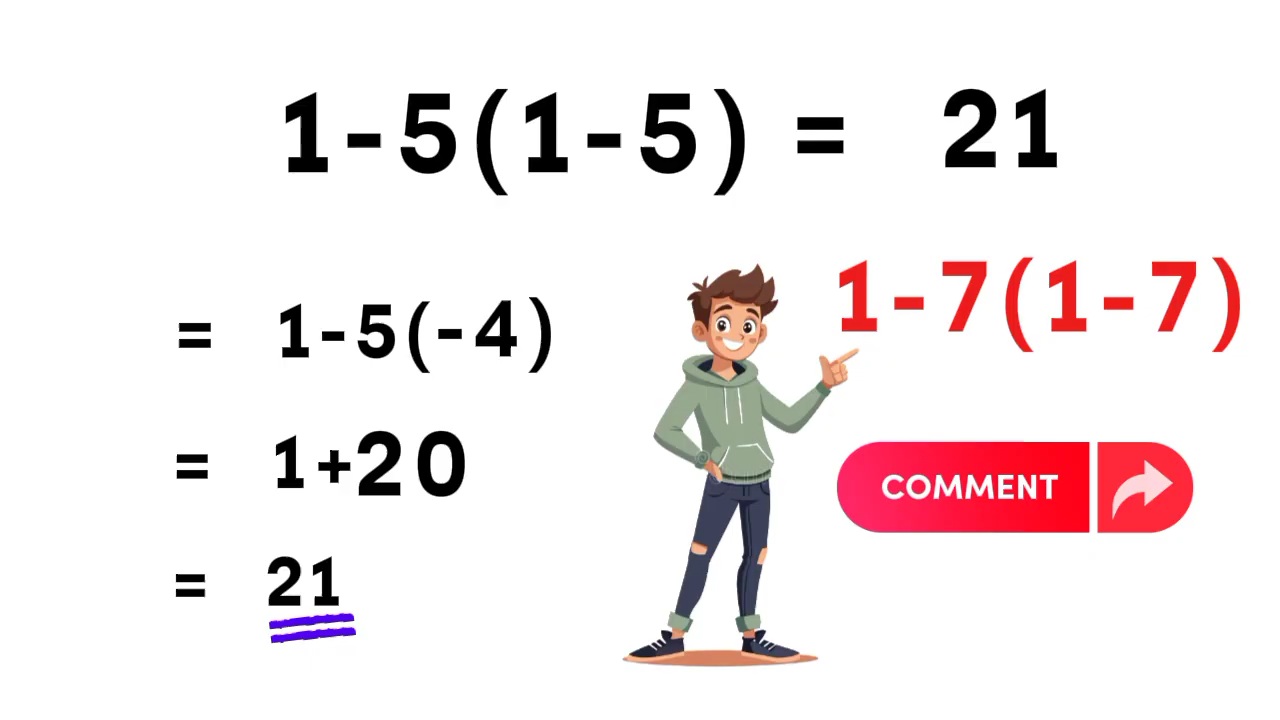 1-5(1-5) = 21
1-7(1-7)
= 1-5(-4)
= 1+20
COMMENT
= 21